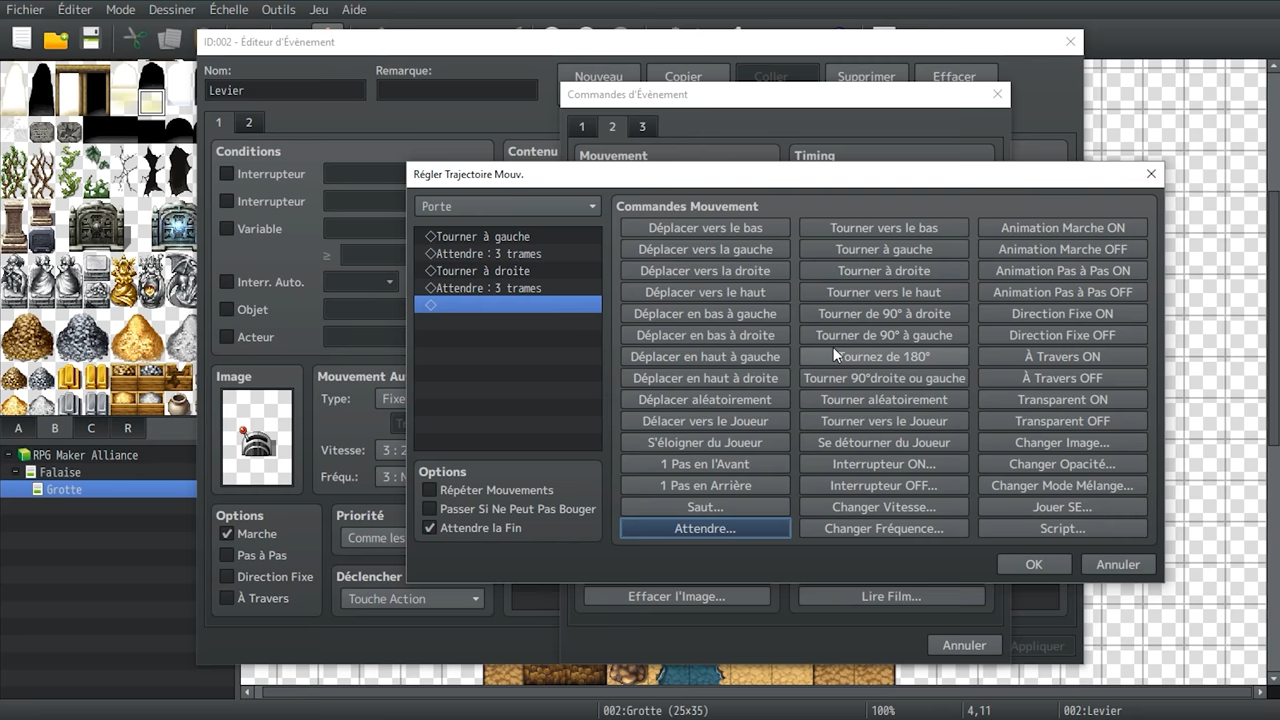 Fichier Éditer Mode Dessiner Échelle Outils Jeu Aide
ID:002 - Éditeur d'Évènement
Nom: Remarque:
Levier
Nouveau Copier Coller Supprimer Effacer
Commandes d'Évènement
1 2
1 2 3
Conditions Contenu
Mouvement Timing
Interrupteur
Interrupteur
Variable
≥
Interr. Auto.
Objet
Acteur
Régler Trajectoire Mouv.
Porte
◇Tourner à gauche
◇Attendre : 3 trames
◇Tourner à droite
◇Attendre : 3 trames
◇
Options
Répéter Mouvements
Passer Si Ne Peut Pas Bouger
Attendre la Fin
Commandes Mouvement
Déplacer vers le bas Tourner vers le bas Animation Marche ON
Déplacer vers la gauche Tourner à gauche Animation Marche OFF
Déplacer vers la droite Tourner à droite Animation Pas à Pas ON
Déplacer vers le haut Tourner vers le haut Animation Pas à Pas OFF
Déplacer en bas à gauche Tourner de 90° à droite Direction Fixe ON
Déplacer en bas à droite Tourner de 90° à gauche Direction Fixe OFF
Déplacer en haut à gauche Tournez de 180° À Travers ON
Déplacer en haut à droite Tourner 90°droite ou gauche À Travers OFF
Déplacer aléatoirement Tourner aléatoirement Transparent ON
Délacer vers le Joueur Tourner vers le Joueur Transparent OFF
S'éloigner du Joueur Se détourner du Joueur Changer Image...
1 Pas en l'Avant Interrupteur ON... Changer Opacité...
1 Pas en Arrière Interrupteur OFF... Changer Mode Mélange...
Saut... Changer Vitesse... Jouer SE...
Attendre... Changer Fréquence... Script...
OK Annuler
Image Mouvement Au
Type: Fixe
Vitesse: 3 : 
Fréqu.: 3 : 
Options Priorité
Marche Comme les
Pas à Pas
Direction Fixe Déclencher
À Travers Touche Action
Effacer l'Image... Lire Film...
Annuler Appliquer
A B C R
RPG Maker Alliance
Falaise
Grotte
002:Grotte (25x35) 100% 4,11 002:Levier